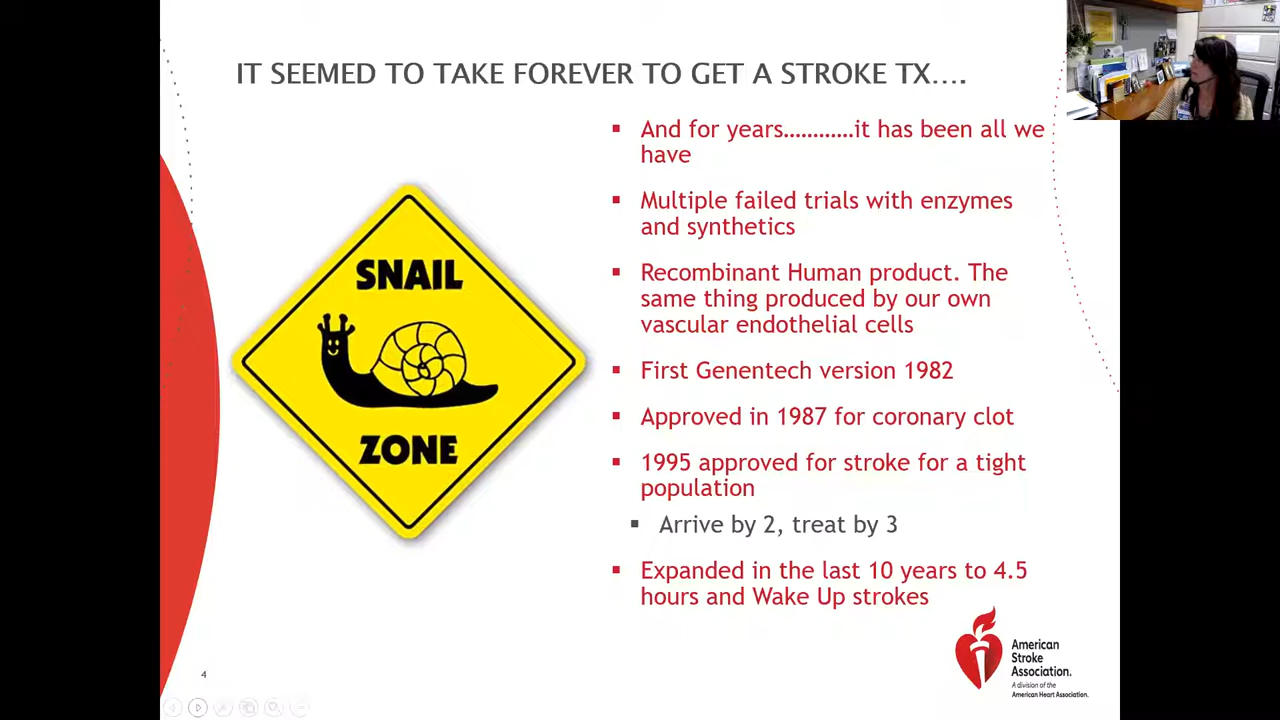 IT SEEMED TO TAKE FOREVER TO GET A STROKE TX….
▪ And for years…………it has been all we
have
▪ Multiple failed trials with enzymes
and synthetics
▪ Recombinant Human product. The
same thing produced by our own
vascular endothelial cells
▪ First Genentech version 1982
▪ Approved in 1987 for coronary clot
▪ 1995 approved for stroke for a tight
population
▪ Arrive by 2, treat by 3
▪ Expanded in the last 10 years to 4.5
hours and Wake Up strokes
SNAIL
ZONE
American
Stroke
Association.
A division of the
American Heart Association.
4